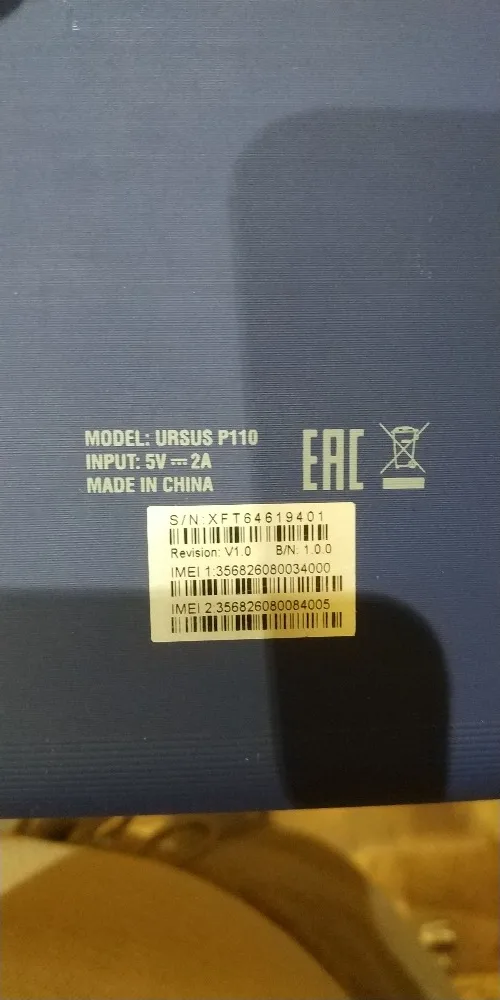 MODEL: URSUS P110
INPUT: 5V ⎓ 2A
MADE IN CHINA
EAC
S/N:XFT64619401
Revision: V1.0 B/N: 1.0.0
IMEI 1:356826080034000
IMEI 2:356826080084005